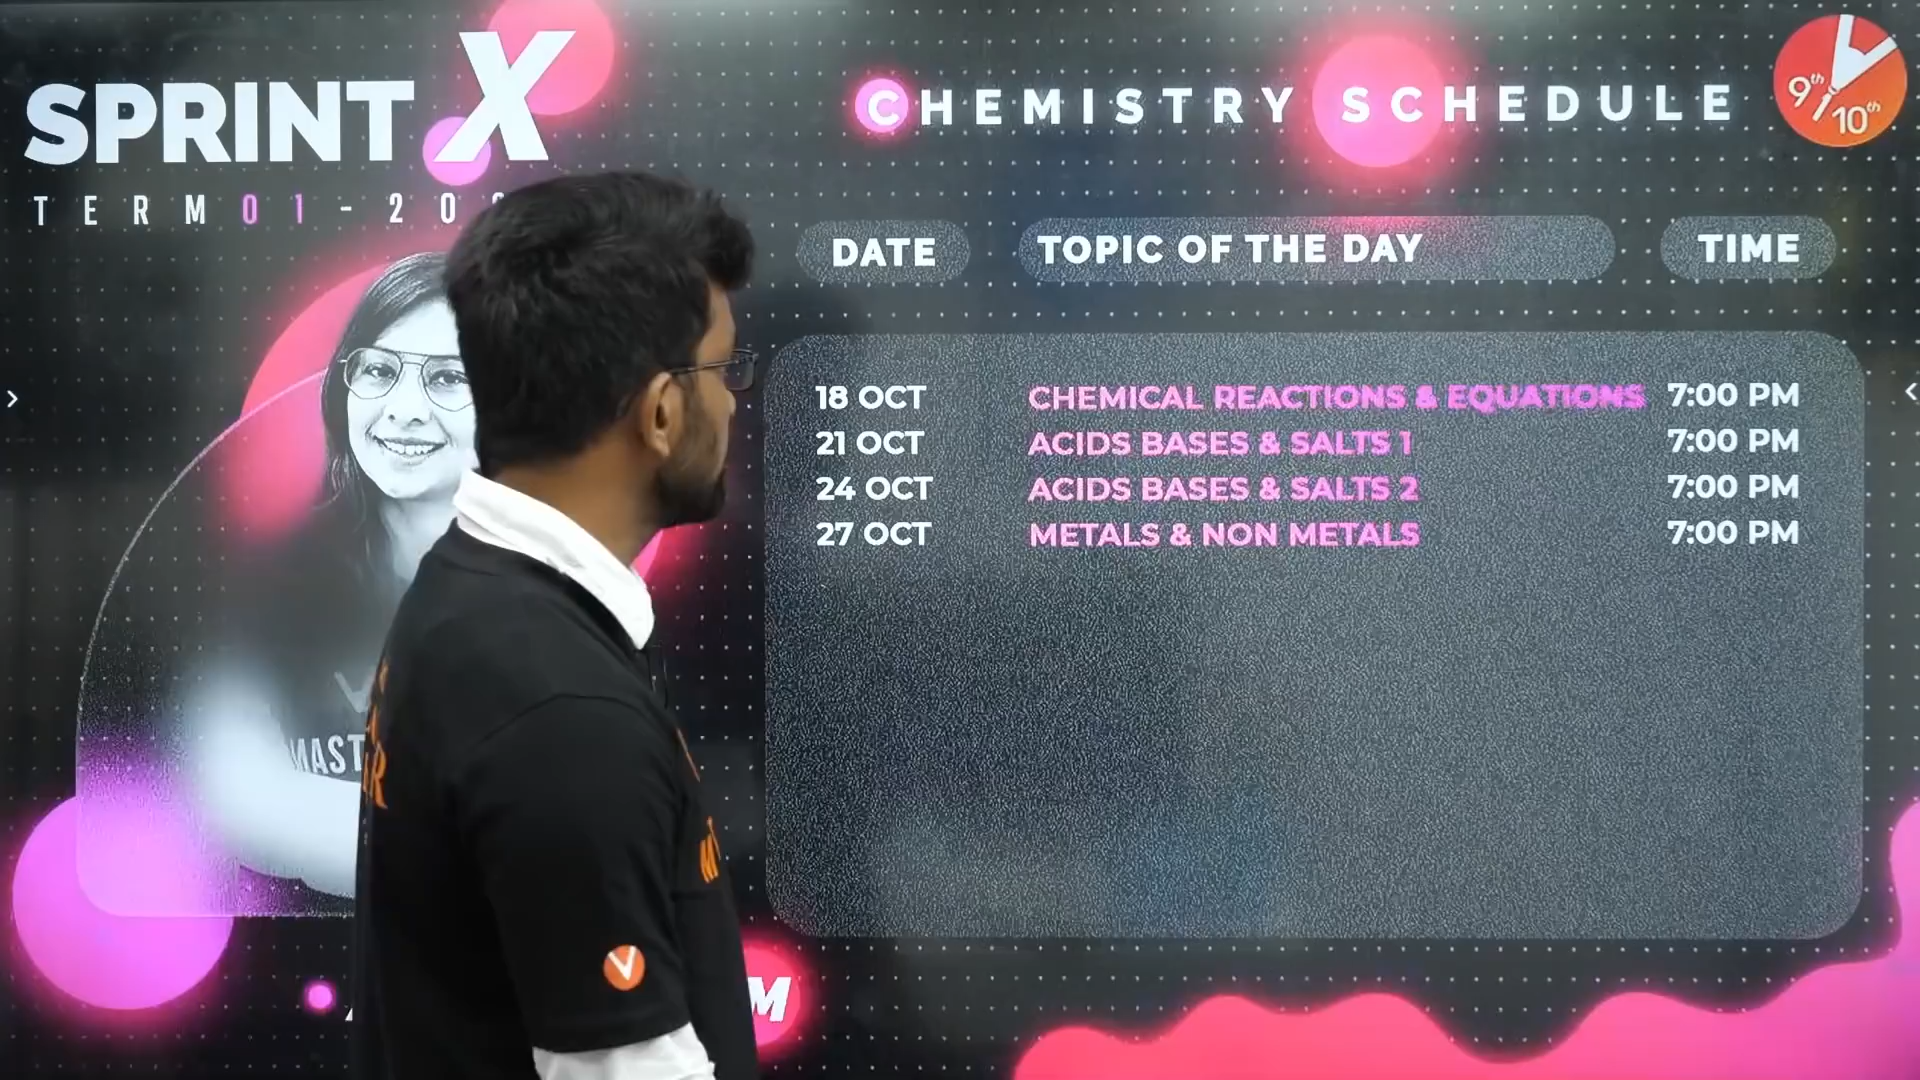 SPRINT X
TERM 01 - 20
CHEMISTRY SCHEDULE
9th 10th
DATE TOPIC OF THE DAY TIME
18 OCT CHEMICAL REACTIONS & EQUATIONS 7:00 PM
21 OCT ACIDS BASES & SALTS 1 7:00 PM
24 OCT ACIDS BASES & SALTS 2 7:00 PM
27 OCT METALS & NON METALS 7:00 PM
MAST